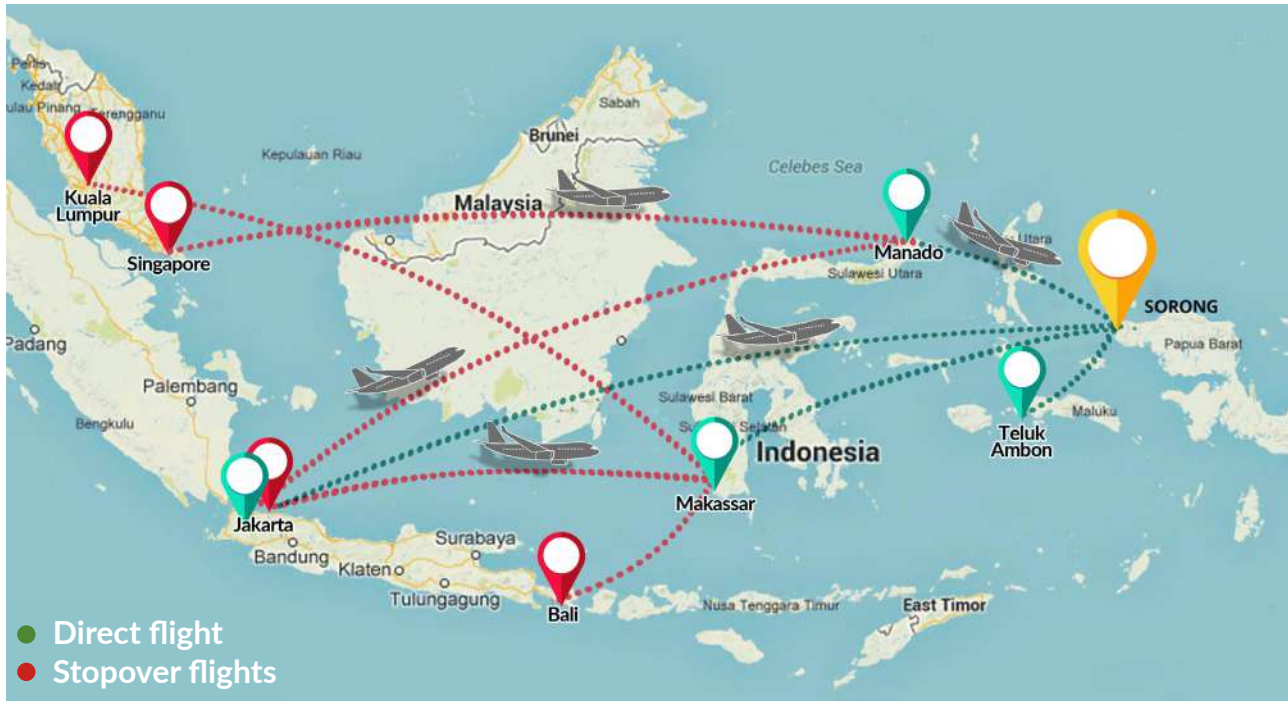 Perlis
Kedah
Pulau Pinang
Terengganu
Sabah
Brunei
Kepulauan Riau
Celebes Sea
Kuala
Lumpur
Malaysia
Singapore
Manado
Utara
Sulawesi Utara
SORONG
Papua Barat
Padang
Palembang
Bengkulu
Sulawesi Barat
Selatan
Maluku
Teluk
Ambon
Indonesia
Makassar
Jakarta
Bandung
Surabaya
Klaten
Tulungagung
Bali
Nusa Tenggara Timur
East Timor
Direct flight
Stopover flights